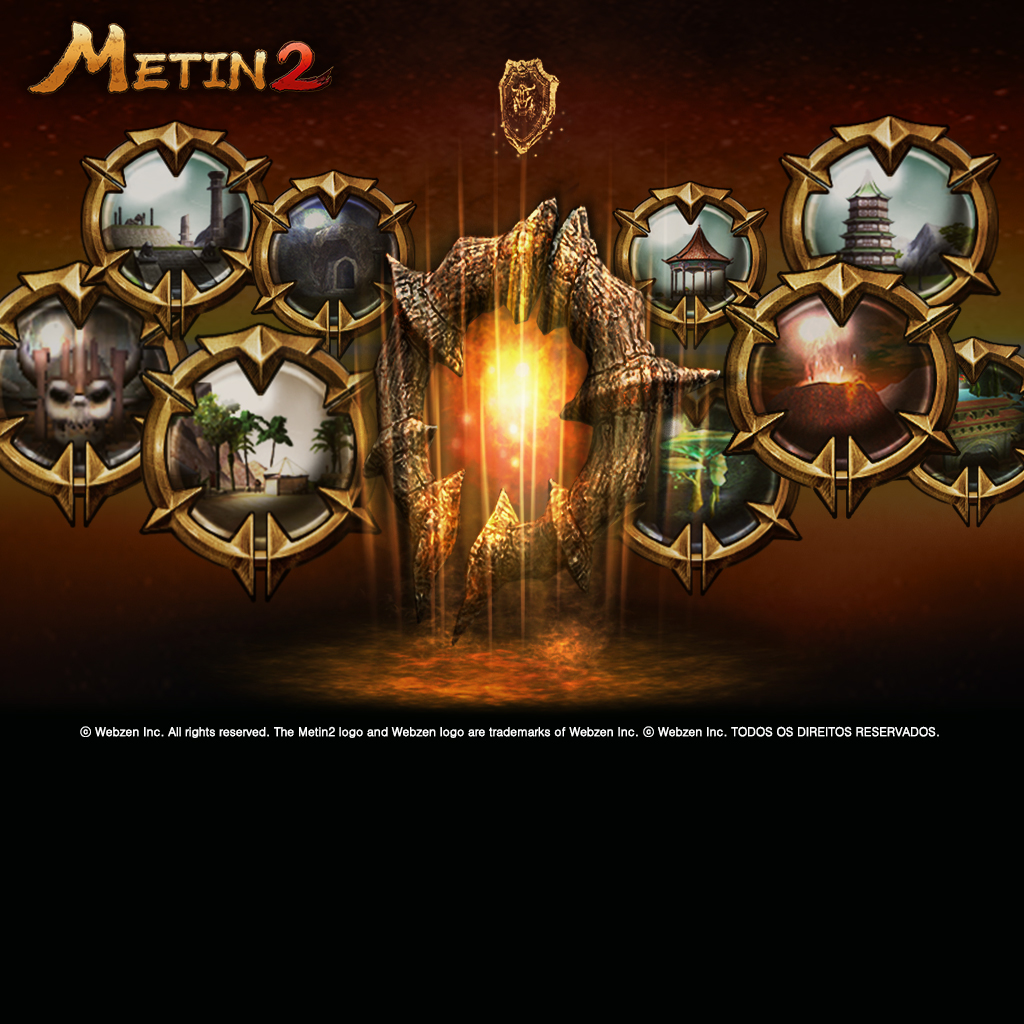 METIN2
ⓒ Webzen Inc. All rights reserved. The Metin2 logo and Webzen logo are trademarks of Webzen Inc. ⓒ Webzen Inc. TODOS OS DIREITOS RESERVADOS.